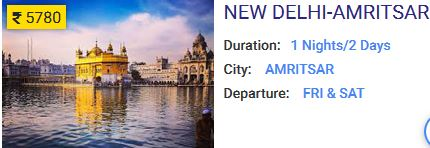 ₹ 5780
NEW DELHI-AMRITSAR
Duration: 1 Nights/2 Days
City: AMRITSAR
Departure: FRI & SAT